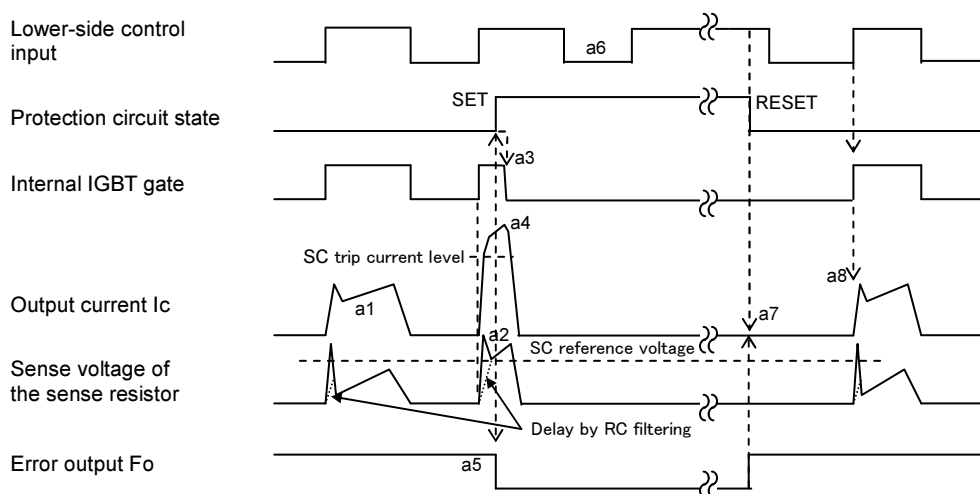 Lower-side control
input
a6
SET
RESET
Protection circuit state
a3
Internal IGBT gate
a4
SC trip current level
a8
Output current Ic
a1
a7
a2
SC reference voltage
Sense voltage of
the sense resistor
Delay by RC filtering
Error output Fo
a5